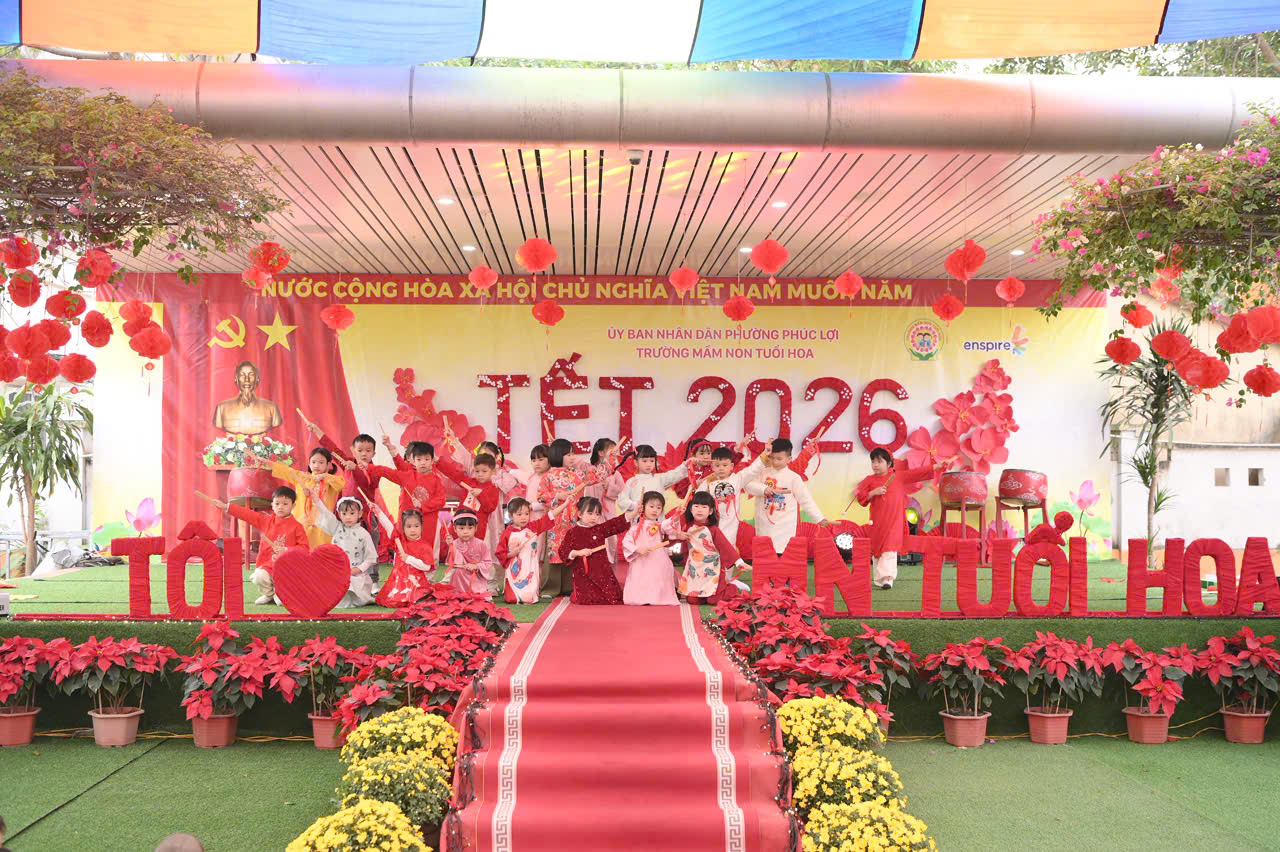 NƯỚC CỘNG HÒA XÃ HỘI CHỦ NGHĨA VIỆT NAM MUÔN NĂM
ỦY BAN NHÂN DÂN PHƯỜNG PHÚC LỢI
TRƯỜNG MẦM NON TUỔI HOA
enspire
TẾT 2026
TÔI MN TUỔI HOA